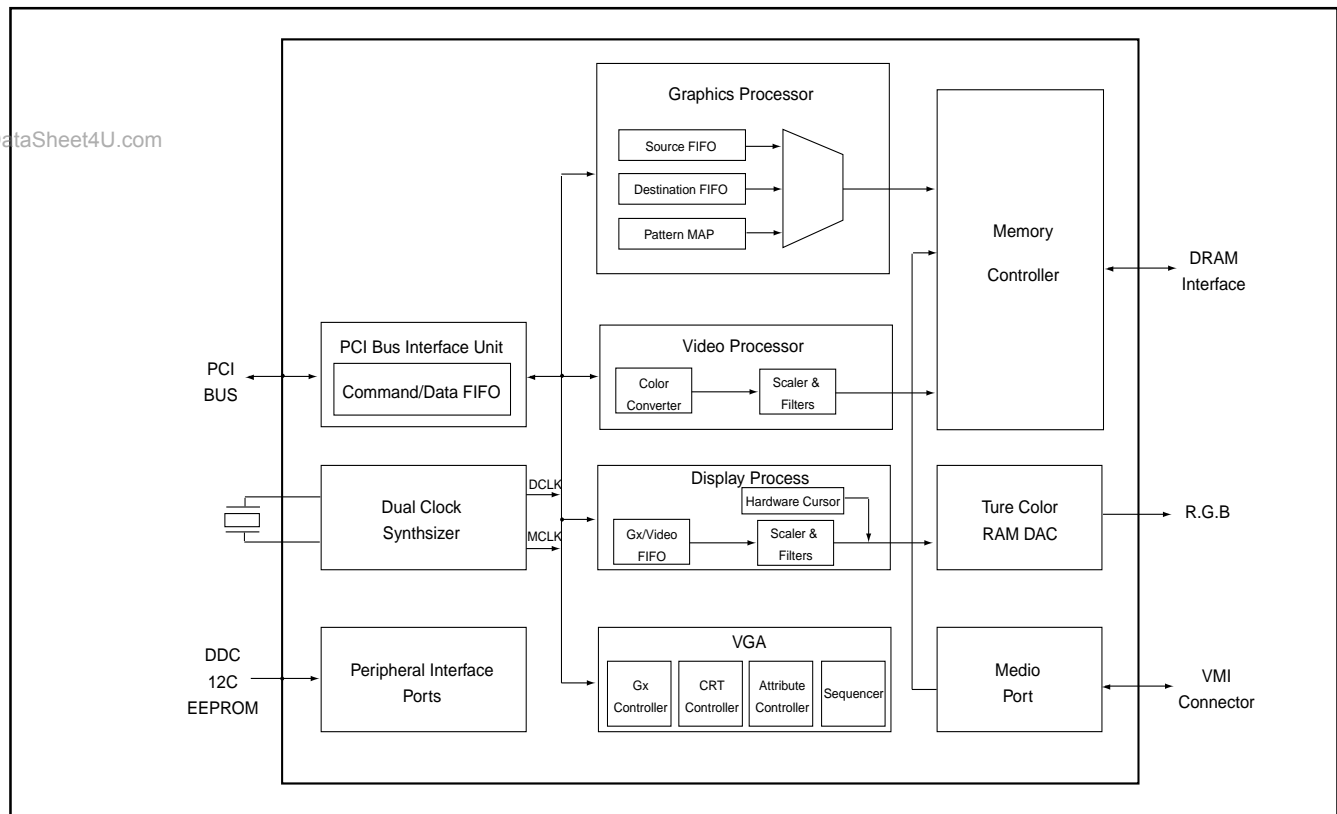 ataSheet4U.com
Graphics Processor
Source FIFO
Destination FIFO
Pattern MAP
Memory
Controller
DRAM
Interface
PCI
BUS
PCI Bus Interface Unit
Command/Data FIFO
Video Processor
Color
Converter
Scaler &
Filters
Dual Clock
Synthsizer
DCLK
MCLK
Display Process
Hardware Cursor
Gx/Video
FIFO
Scaler &
Filters
Ture Color
RAM DAC
R.G.B
DDC
12C
EEPROM
Peripheral Interface
Ports
VGA
Gx
Controller
CRT
Controller
Attribute
Controller
Sequencer
Medio
Port
VMI
Connector